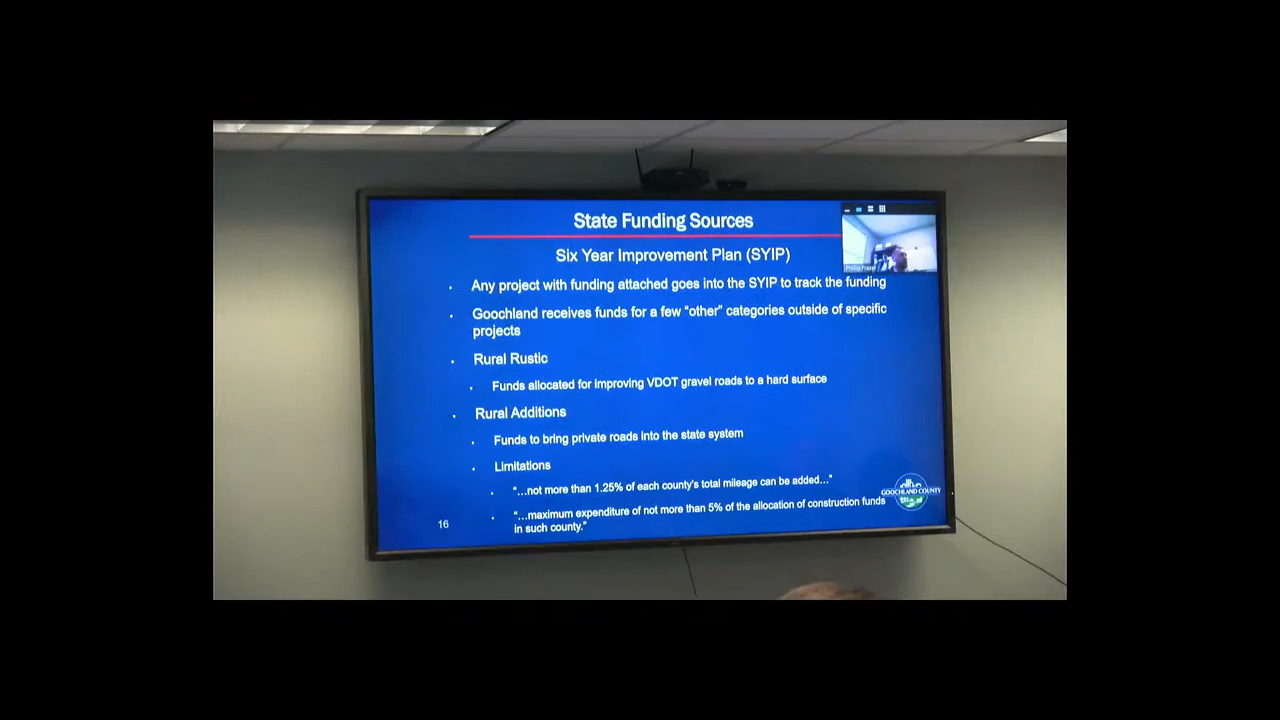 State Funding Sources
Six Year Improvement Plan (SYIP)
Phillip Frazer
Any project with funding attached goes into the SYIP to track the funding
Goochland receives funds for a few “other” categories outside of specific
projects
Rural Rustic
Funds allocated for improving VDOT gravel roads to a hard surface
Rural Additions
Funds to bring private roads into the state system
Limitations
“…not more than 1.25% of each county's total mileage can be added…”
“…maximum expenditure of not more than 5% of the allocation of construction funds
in such county.”
GOOCHLAND COUNTY
16